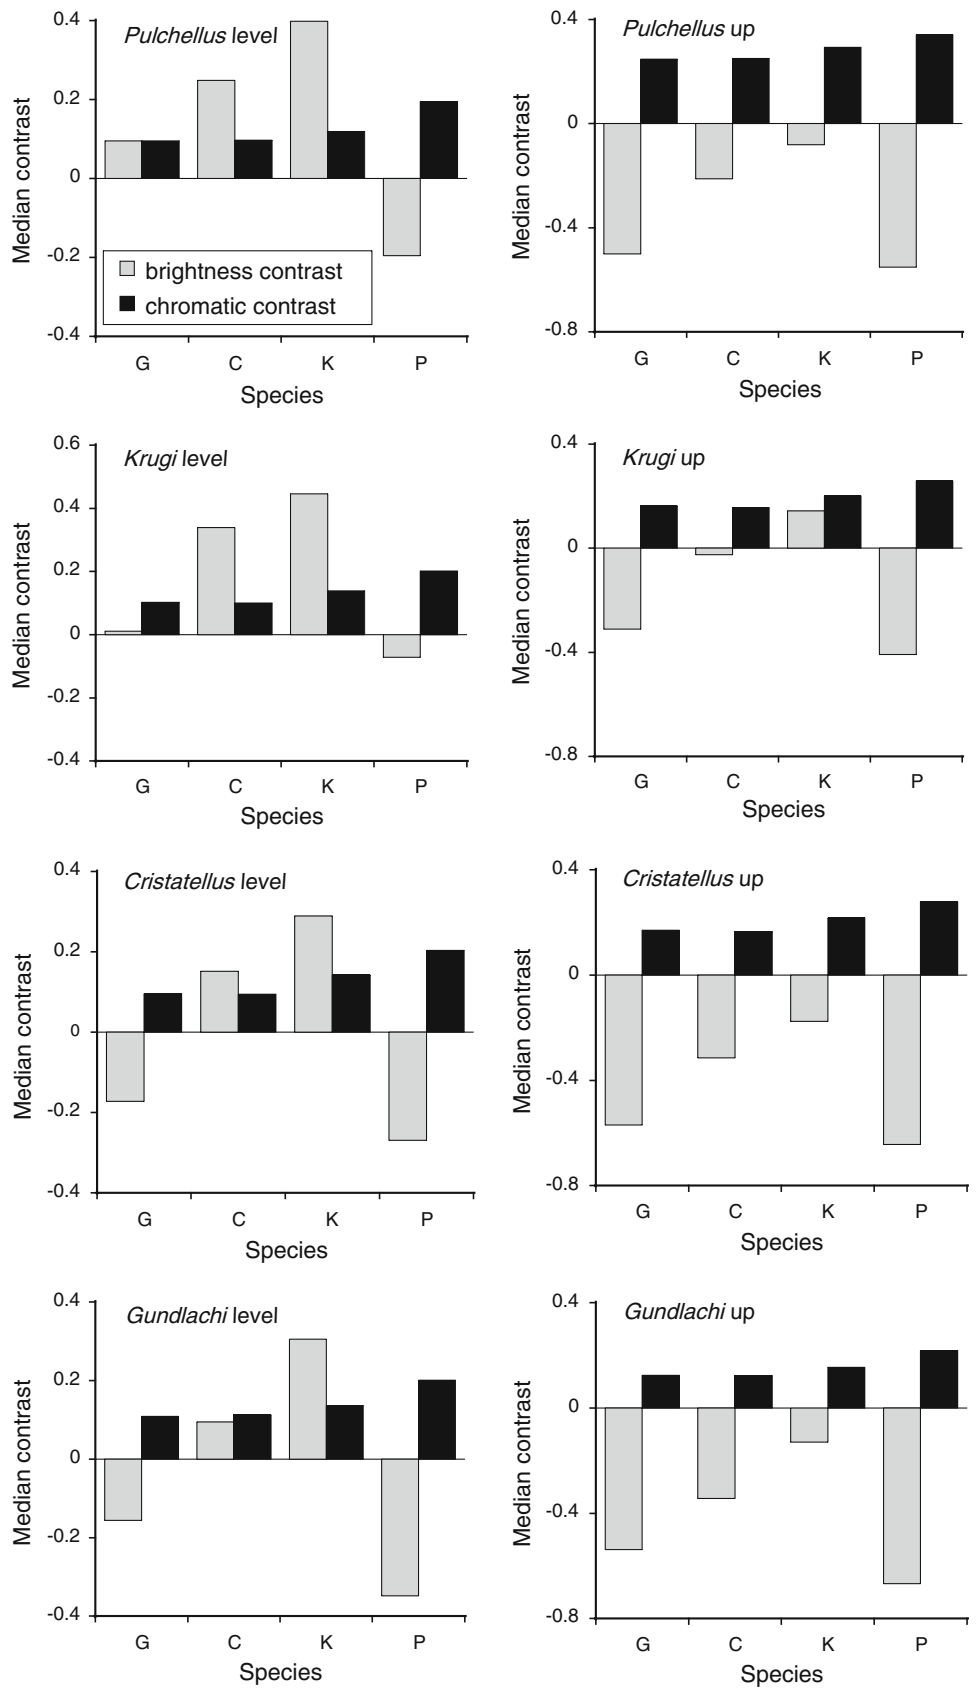 Pulchellus level
Median contrast
0.4
0.2
0
-0.2
-0.4
brightness contrast
chromatic contrast
G C K P
Species
Pulchellus up
Median contrast
0.4
0
-0.4
-0.8
G C K P
Species
Krugi level
Median contrast
0.6
0.4
0.2
0
-0.2
-0.4
G C K P
Species
Krugi up
Median contrast
0.4
0
-0.4
-0.8
G C K P
Species
Cristatellus level
Median contrast
0.4
0.2
0
-0.2
-0.4
G C K P
Species
Cristatellus up
Median contrast
0.4
0
-0.4
-0.8
G C K P
Species
Gundlachi level
Median contrast
0.4
0.2
0
-0.2
-0.4
G C K P
Species
Gundlachi up
Median contrast
0.4
0
-0.4
-0.8
G C K P
Species